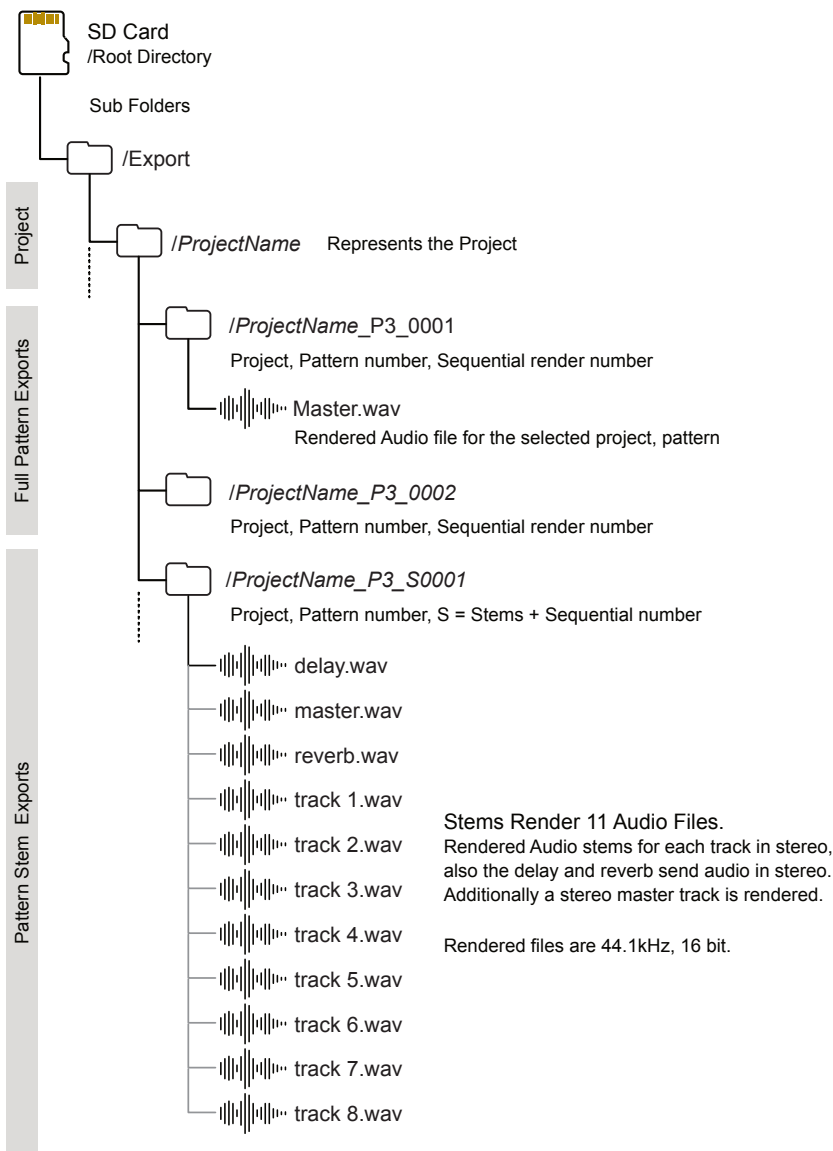 SD Card
/Root Directory
Sub Folders
/Export
Project
/ProjectName Represents the Project
Full Pattern Exports
/ProjectName_P3_0001
Project, Pattern number, Sequential render number
Master.wav
Rendered Audio file for the selected project, pattern
/ProjectName_P3_0002
Project, Pattern number, Sequential render number
Pattern Stem Exports
/ProjectName_P3_S0001
Project, Pattern number, S = Stems + Sequential number
delay.wav
master.wav
reverb.wav
track 1.wav
track 2.wav
track 3.wav
track 4.wav
track 5.wav
track 6.wav
track 7.wav
track 8.wav
Stems Render 11 Audio Files.
Rendered Audio stems for each track in stereo,
also the delay and reverb send audio in stereo.
Additionally a stereo master track is rendered.
Rendered files are 44.1kHz, 16 bit.